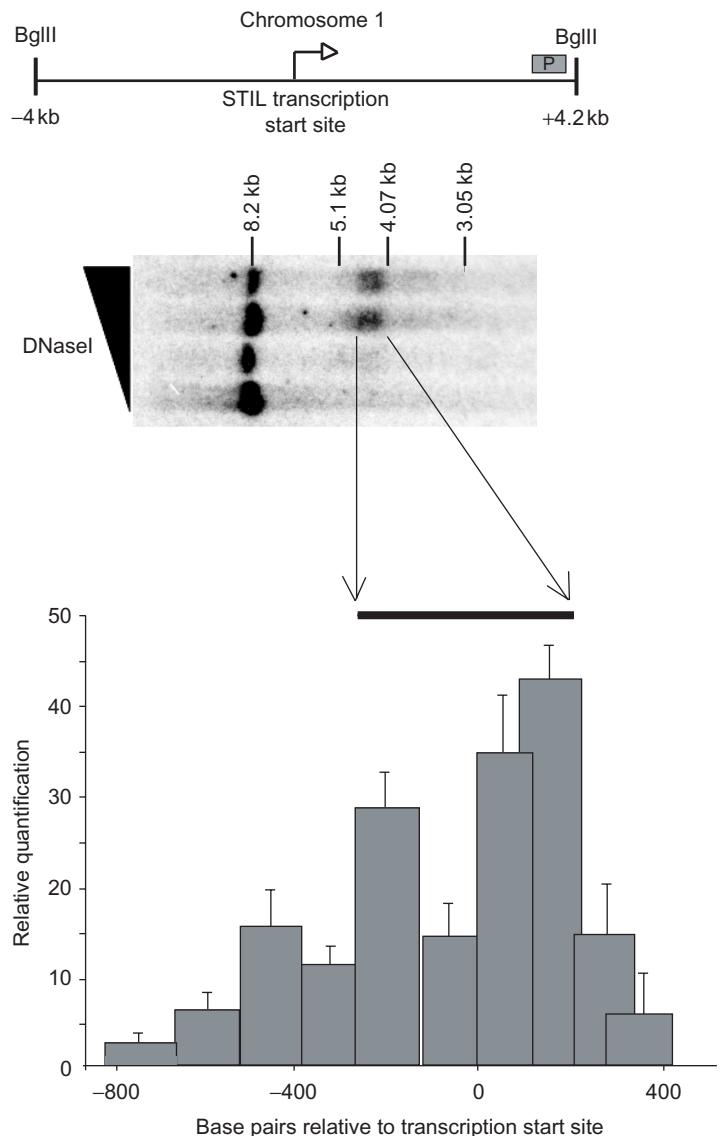 Chromosome 1
BglII
BglII
P
STIL transcription
start site
−4 kb
+4.2 kb
8.2 kb
5.1 kb
4.07 kb
3.05 kb
DNaseI
50
40
30
20
10
0
Relative quantification
−800
−400
0
400
Base pairs relative to transcription start site